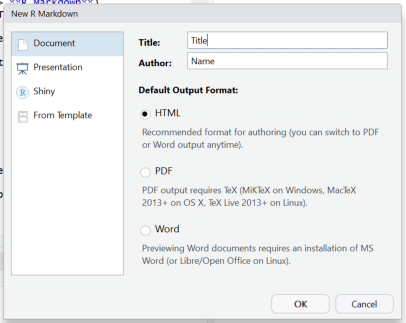 **R Markdown**)
New R Markdown
Document
Presentation
Shiny
From Template
Title: Title
Author: Name
Default Output Format:
HTML
Recommended format for authoring (you can switch to PDF
or Word output anytime).
PDF
PDF output requires TeX (MiKTeX on Windows, MacTeX
2013+ on OS X, TeX Live 2013+ on Linux).
Word
Previewing Word documents requires an installation of MS
Word (or Libre/Open Office on Linux).
OK Cancel